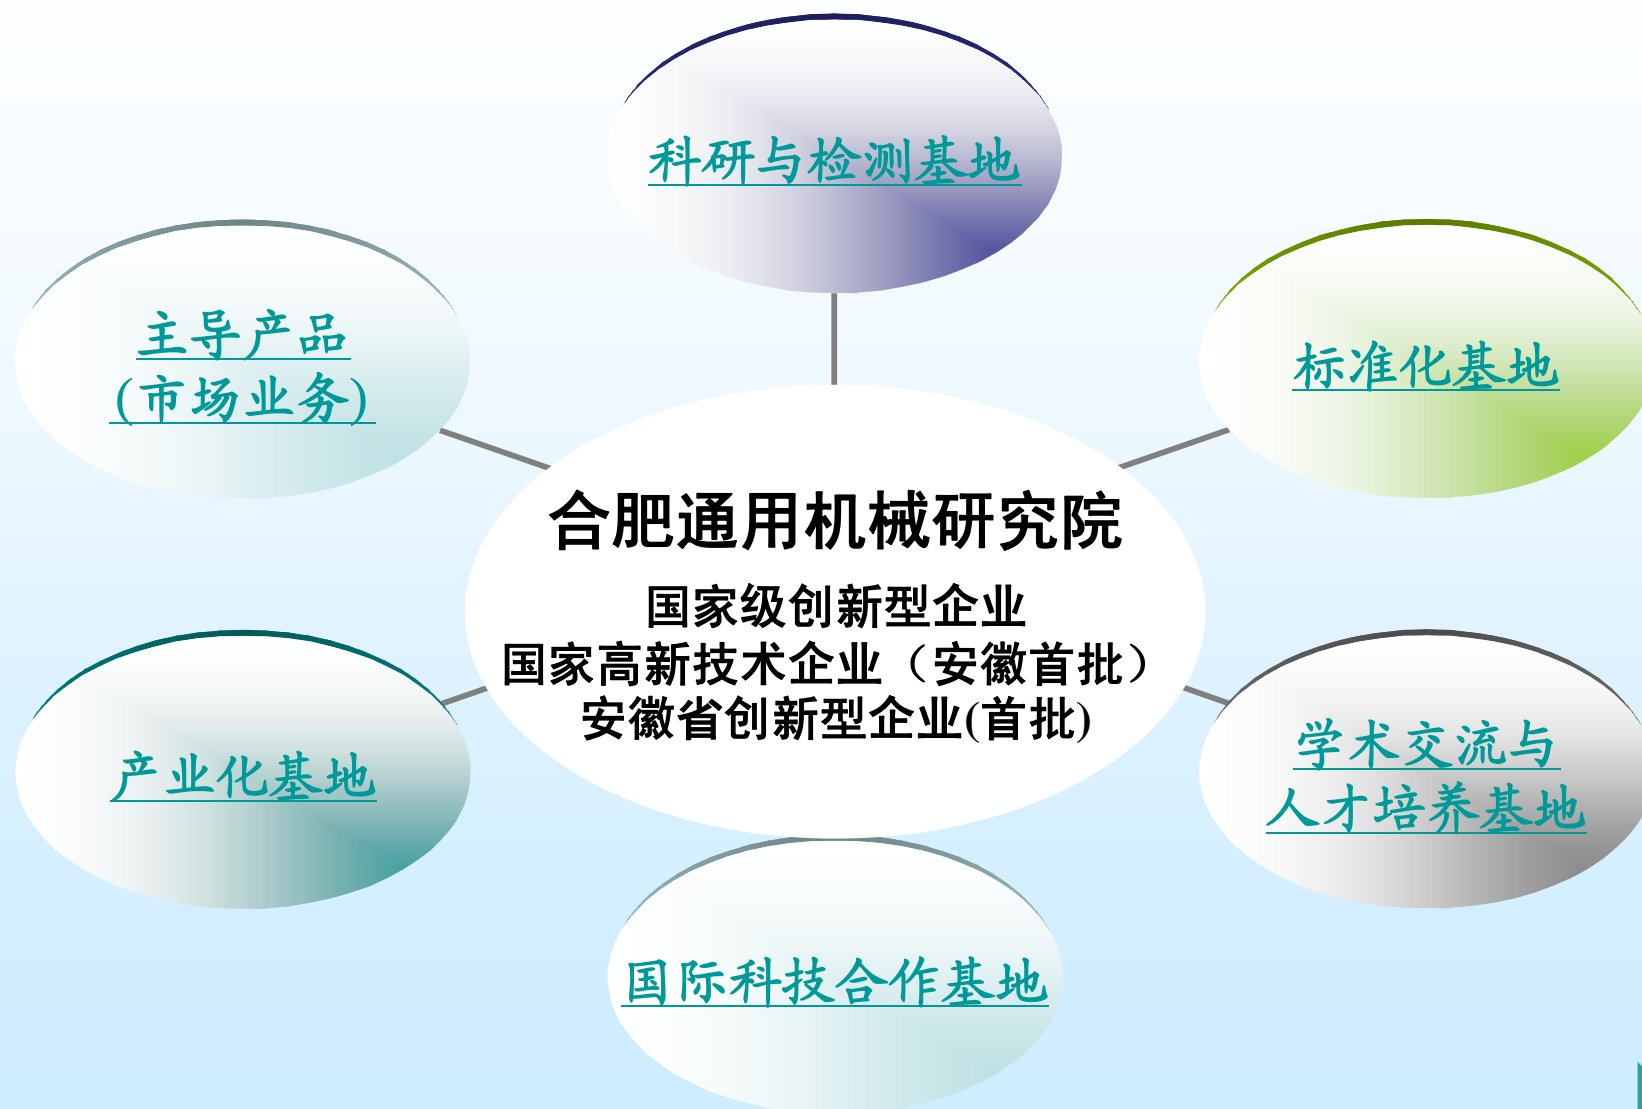 科研与检测基地
主导产品
(市场业务)
标准化基地
合肥通用机械研究院
国家级创新型企业
国家高新技术企业（安徽首批）
安徽省创新型企业(首批)
产业化基地
学术交流与
人才培养基地
国际科技合作基地